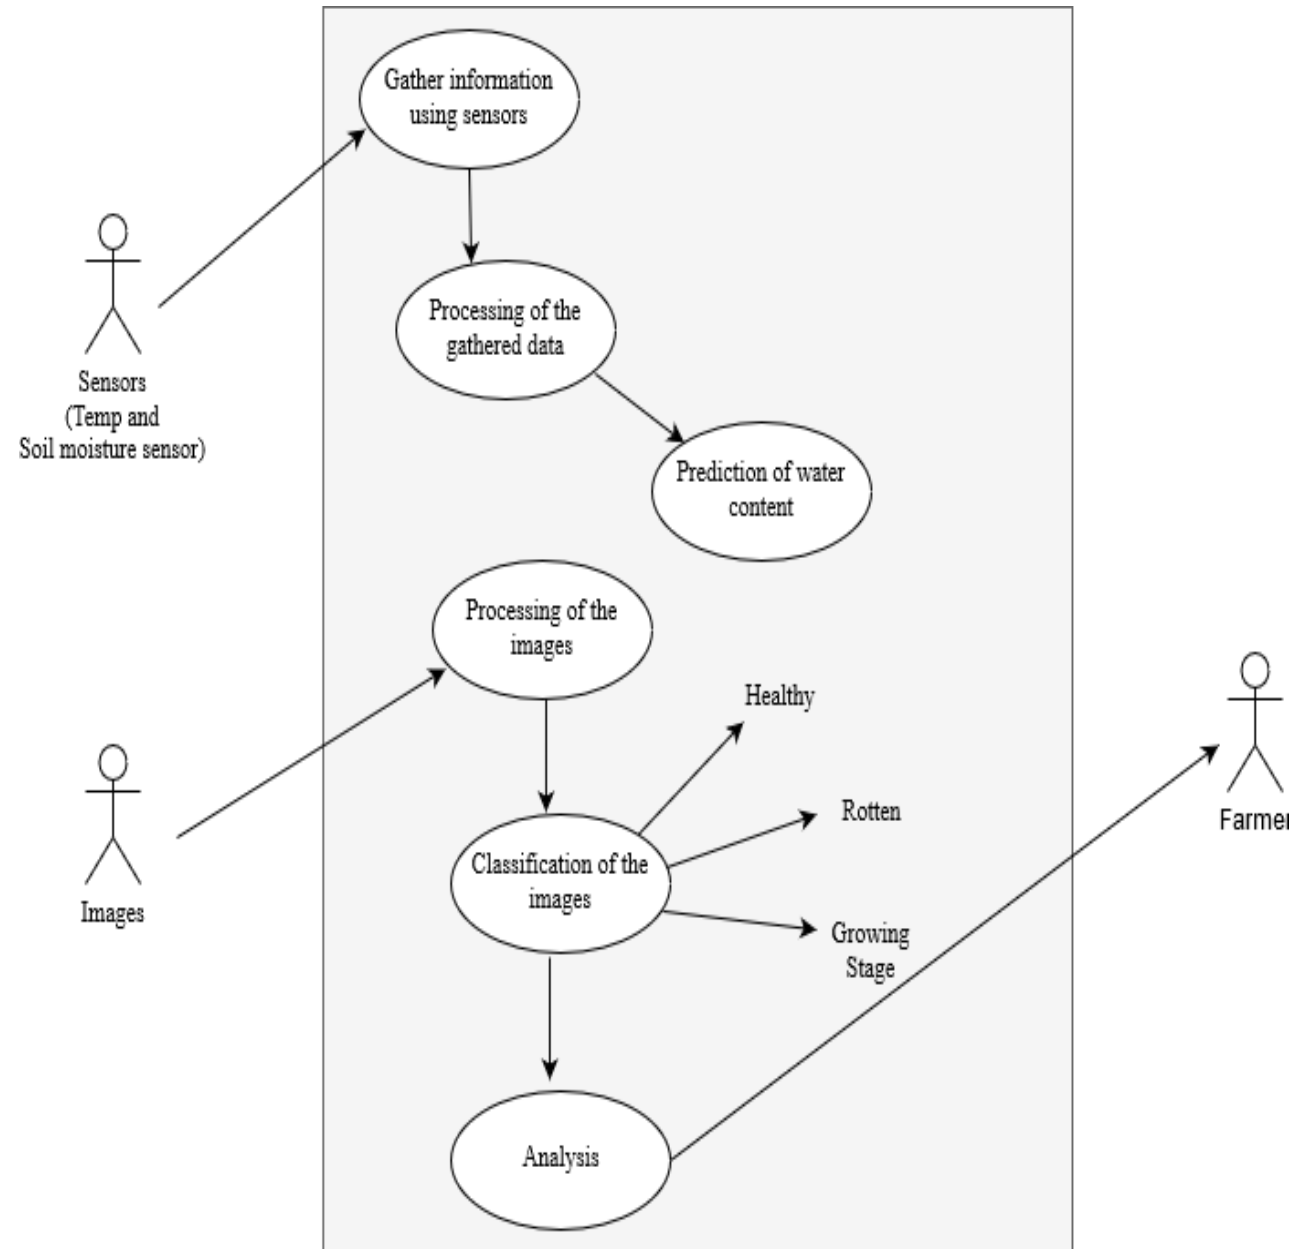 Gather information
using sensors
Processing of the
gathered data
Sensors
(Temp and
Soil moisture sensor)
Prediction of water
content
Processing of the
images
Healthy
Rotten
Farmer
Classification of the
images
Images
Growing
Stage
Analysis